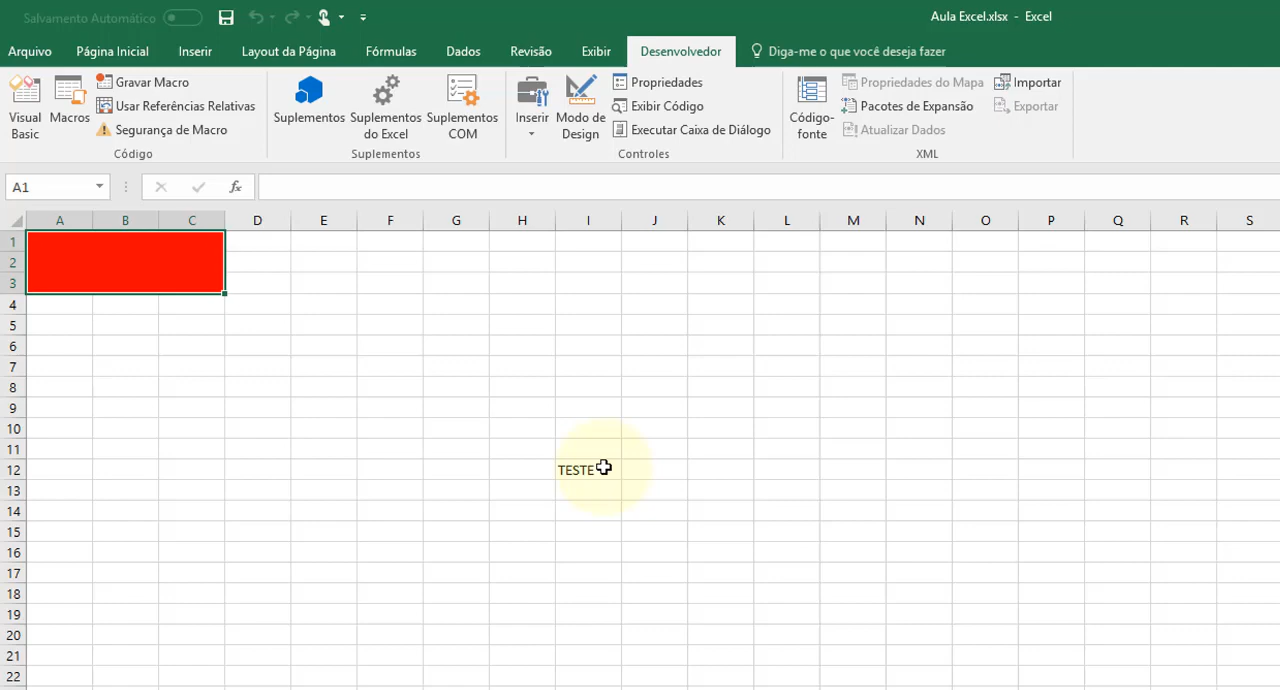 Salvamento Automático
Aula Excel.xlsx - Excel
Arquivo Página Inicial Inserir Layout da Página Fórmulas Dados Revisão Exibir Desenvolvedor Diga-me o que você deseja fazer
Visual Basic
Macros
Gravar Macro
Usar Referências Relativas
Segurança de Macro
Código
Suplementos
Suplementos do Excel
Suplementos COM
Suplementos
Inserir
Modo de Design
Propriedades
Exibir Código
Executar Caixa de Diálogo
Controles
Código-fonte
Propriedades do Mapa
Pacotes de Expansão
Atualizar Dados
Importar
Exportar
XML
A1 fx
A B C D E F G H I J K L M N O P Q R S
1
2
3
4
5
6
7
8
9
10
11
12 TESTE
13
14
15
16
17
18
19
20
21
22